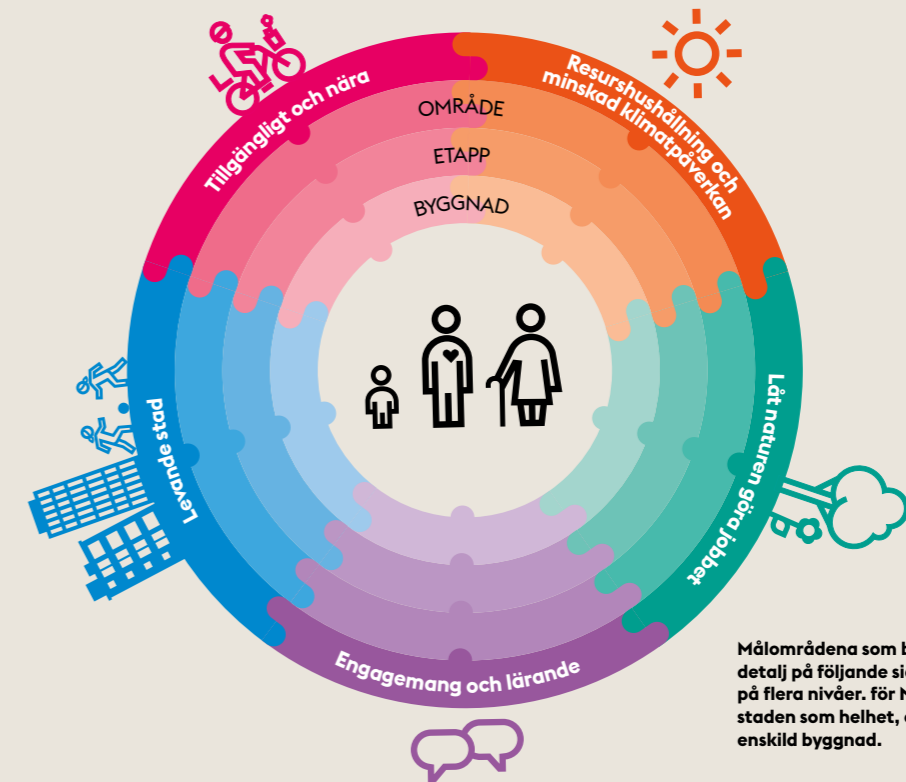 Tillgängligt och nära
Resurshushållning och
minskad klimatpåverkan
OMRÅDE
ETAPP
BYGGNAD
Levande stad
Låt naturen göra jobbet
Engagemang och lärande
Målområdena som
detalj på följande
på flera nivåer. för
staden som helhet,
enskild byggnad.